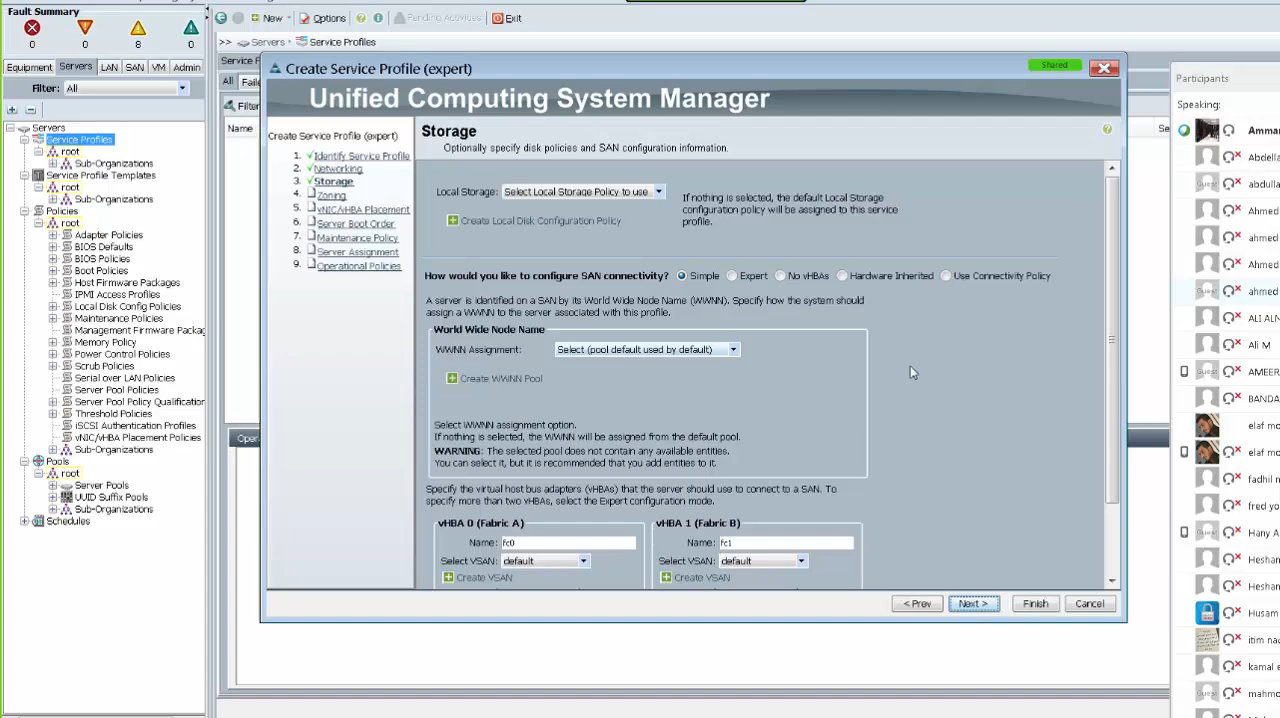 Fault Summary
0
0
8
0
New
Options
Pending Activities
Exit
>> Servers
Service Profiles
Equipment
Servers
LAN
SAN
VM
Admin
Filter: All
Servers
Service Profiles
root
Sub-Organizations
Service Profile Templates
root
Sub-Organizations
Policies
root
Adapter Policies
BIOS Defaults
BIOS Policies
Boot Policies
Host Firmware Packages
IPMI Access Profiles
Local Disk Config Policies
Maintenance Policies
Management Firmware Packag
Memory Policy
Power Control Policies
Scrub Policies
Serial over LAN Policies
Server Pool Policies
Server Pool Policy Qualification
Threshold Policies
iSCSI Authentication Profiles
vNIC/vHBA Placement Policies
Sub-Organizations
Pools
root
Server Pools
UUID Suffix Pools
Sub-Organizations
Schedules
Service P
All
Faile
Filter
Name
Se
Oper
Create Service Profile (expert)
Shared
Unified Computing System Manager
Create Service Profile (expert)
1. √Identify Service Profile
2. √Networking
3. √Storage
4. Zoning
5. vNIC/vHBA Placement
6. Server Boot Order
7. Maintenance Policy
8. Server Assignment
9. Operational Policies
Storage
Optionally specify disk policies and SAN configuration information.
Local Storage: Select Local Storage Policy to use
Create Local Disk Configuration Policy
If nothing is selected, the default Local Storage
configuration policy will be assigned to this service
profile.
How would you like to configure SAN connectivity? Simple Expert No vHBAs Hardware Inherited Use Connectivity Policy
A server is identified on a SAN by its World Wide Node Name (WWNN). Specify how the system should
assign a WWNN to the server associated with this profile.
World Wide Node Name
WWNN Assignment: Select (pool default used by default)
Create WWNN Pool
Select WWNN assignment option.
If nothing is selected, the WWNN will be assigned from the default pool.
WARNING: The selected pool does not contain any available entities.
You can select it, but it is recommended that you add entities to it.
Specify the virtual host bus adapters (vHBAs) that the server should use to connect to a SAN. To
specify more than two vHBAs, select the Expert configuration mode.
vHBA 0 (Fabric A)
Name: fc0
Select VSAN: default
Create VSAN
vHBA 1 (Fabric B)
Name: fc1
Select VSAN: default
Create VSAN
< Prev
Next >
Finish
Cancel
Participants
Speaking:
Amma
Abdella
Guest
abdulla
Ahmed
ahmed
Ahmed
Guest
ahmed
ALI ALN
Ali M
Guest
AMEER
BANDA
elaf mo
elaf mo
fadhil n
fred yo
Guest
Hany A
Heshan
Heshan
Husam
itim nac
kamal e
mahmo